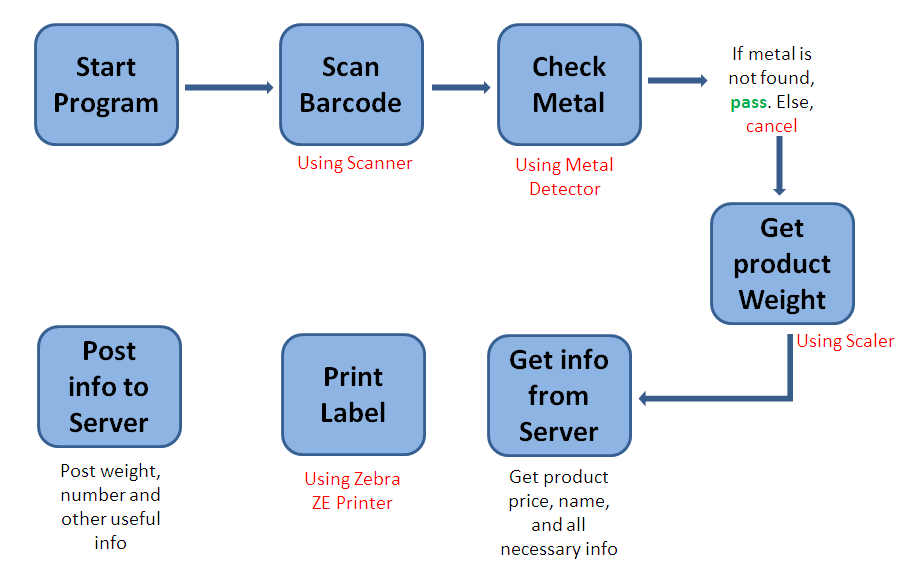 Start
Program
Scan
Barcode
Using Scanner
Check
Metal
Using Metal
Detector
If metal is
not found,
pass. Else,
cancel
Get
product
Weight
Using Scaler
Get info
from
Server
Get product
price, name,
and all
necessary info
Print
Label
Using Zebra
ZE Printer
Post
info to
Server
Post weight,
number and
other useful
info